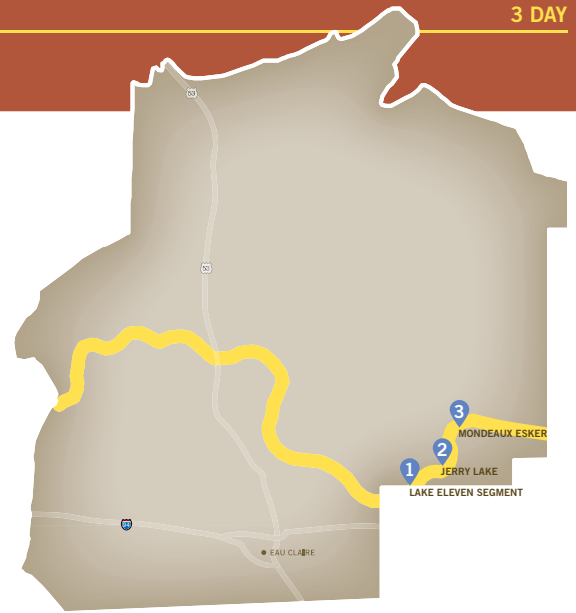 3 DAY
53
53
3
MONDEAUX ESKER
2
JERRY LAKE
1
LAKE ELEVEN SEGMENT
94
EAU CLAIRE